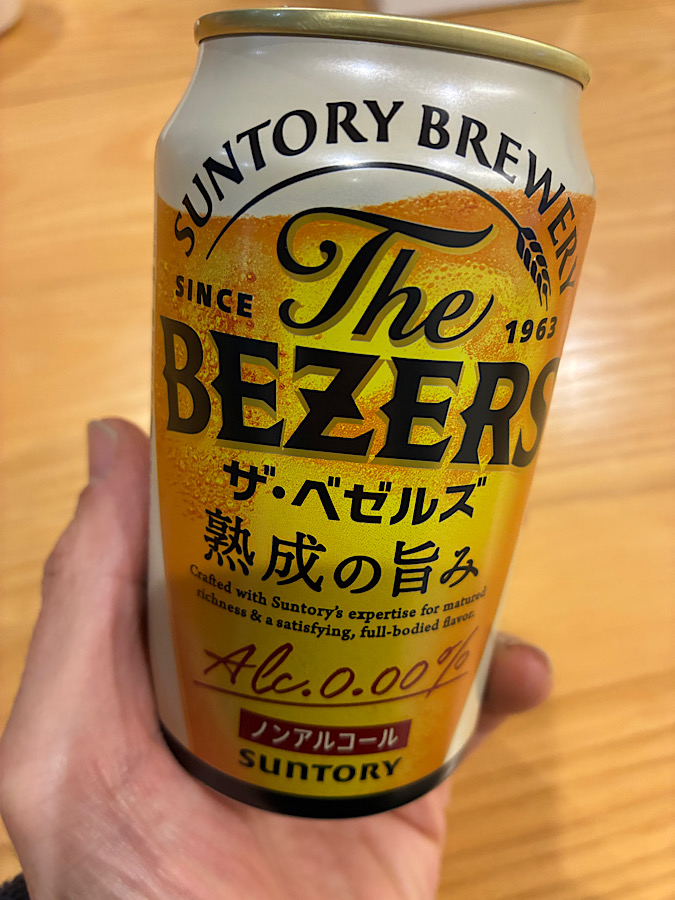 SUNTORY BREWERY
The
SINCE 1963
BEZERS
ザ・ベゼルズ
熟成の旨み
Crafted with Suntory's expertise for matured
richness & a satisfying, full-bodied flavor.
Alc.0.00%
ノンアルコール
SUNTORY